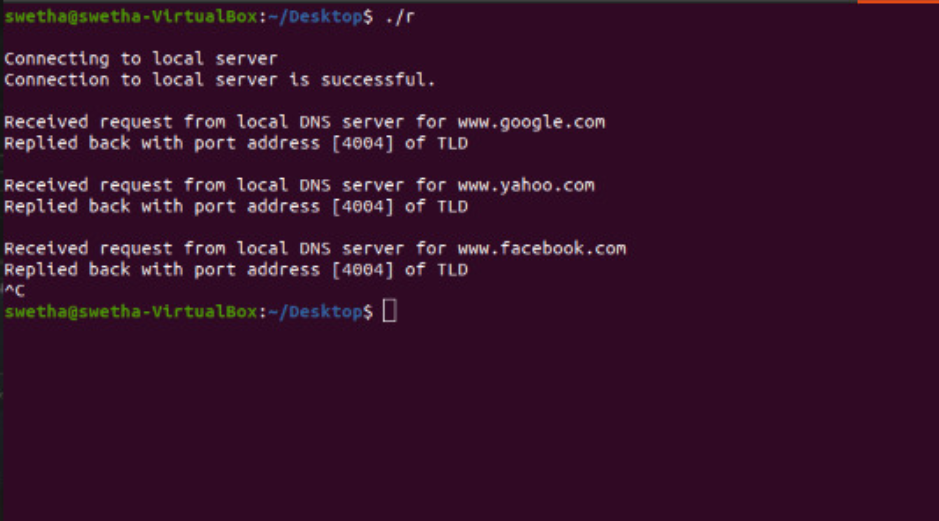 swetha@swetha-VirtualBox:~/Desktop$ ./r
Connecting to local server
Connection to local server is successful.
Received request from local DNS server for www.google.com
Replied back with port address [4004] of TLD
Received request from local DNS server for www.yahoo.com
Replied back with port address [4004] of TLD
Received request from local DNS server for www.facebook.com
Replied back with port address [4004] of TLD
^C
swetha@swetha-VirtualBox:~/Desktop$